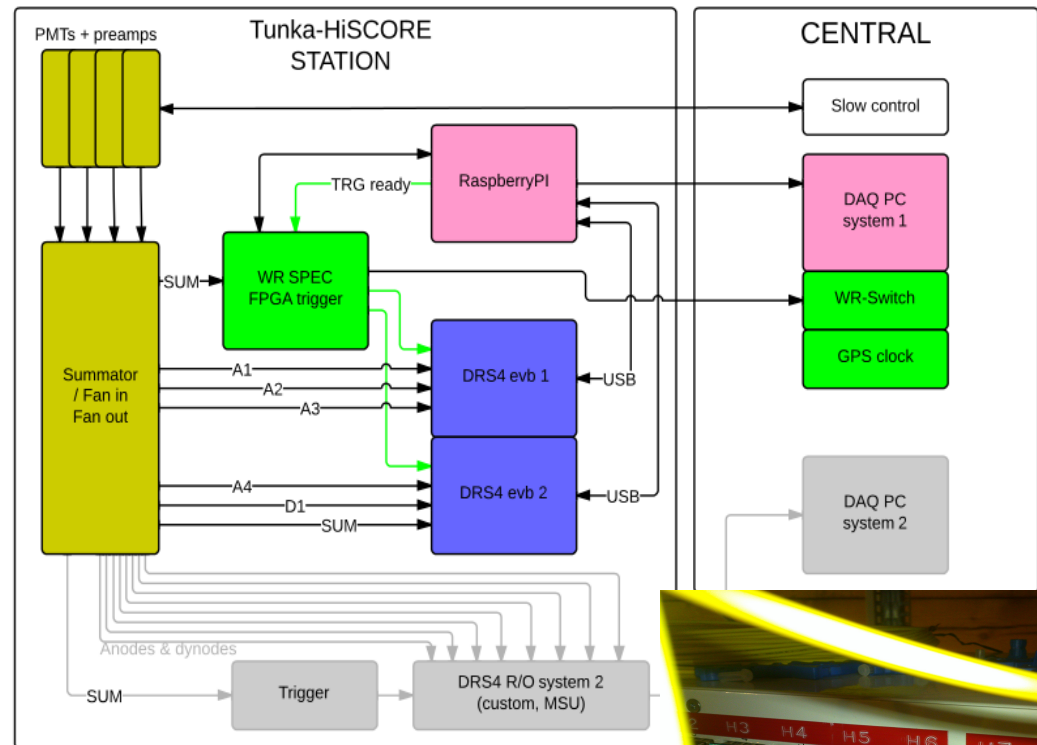 Tunka-HiSCORE
STATION
CENTRAL
PMTs + preamps
Slow control
RaspberryPI
TRG ready
DAQ PC
system 1
WR SPEC
FPGA trigger
SUM
WR-Switch
GPS clock
Summator
/ Fan in
Fan out
A1
A2
A3
DRS4 evb 1
USB
A4
D1
SUM
DRS4 evb 2
USB
DAQ PC
system 2
Anodes & dynodes
SUM
Trigger
DRS4 R/O system 2
(custom, MSU)
H3 H4 H5 H6